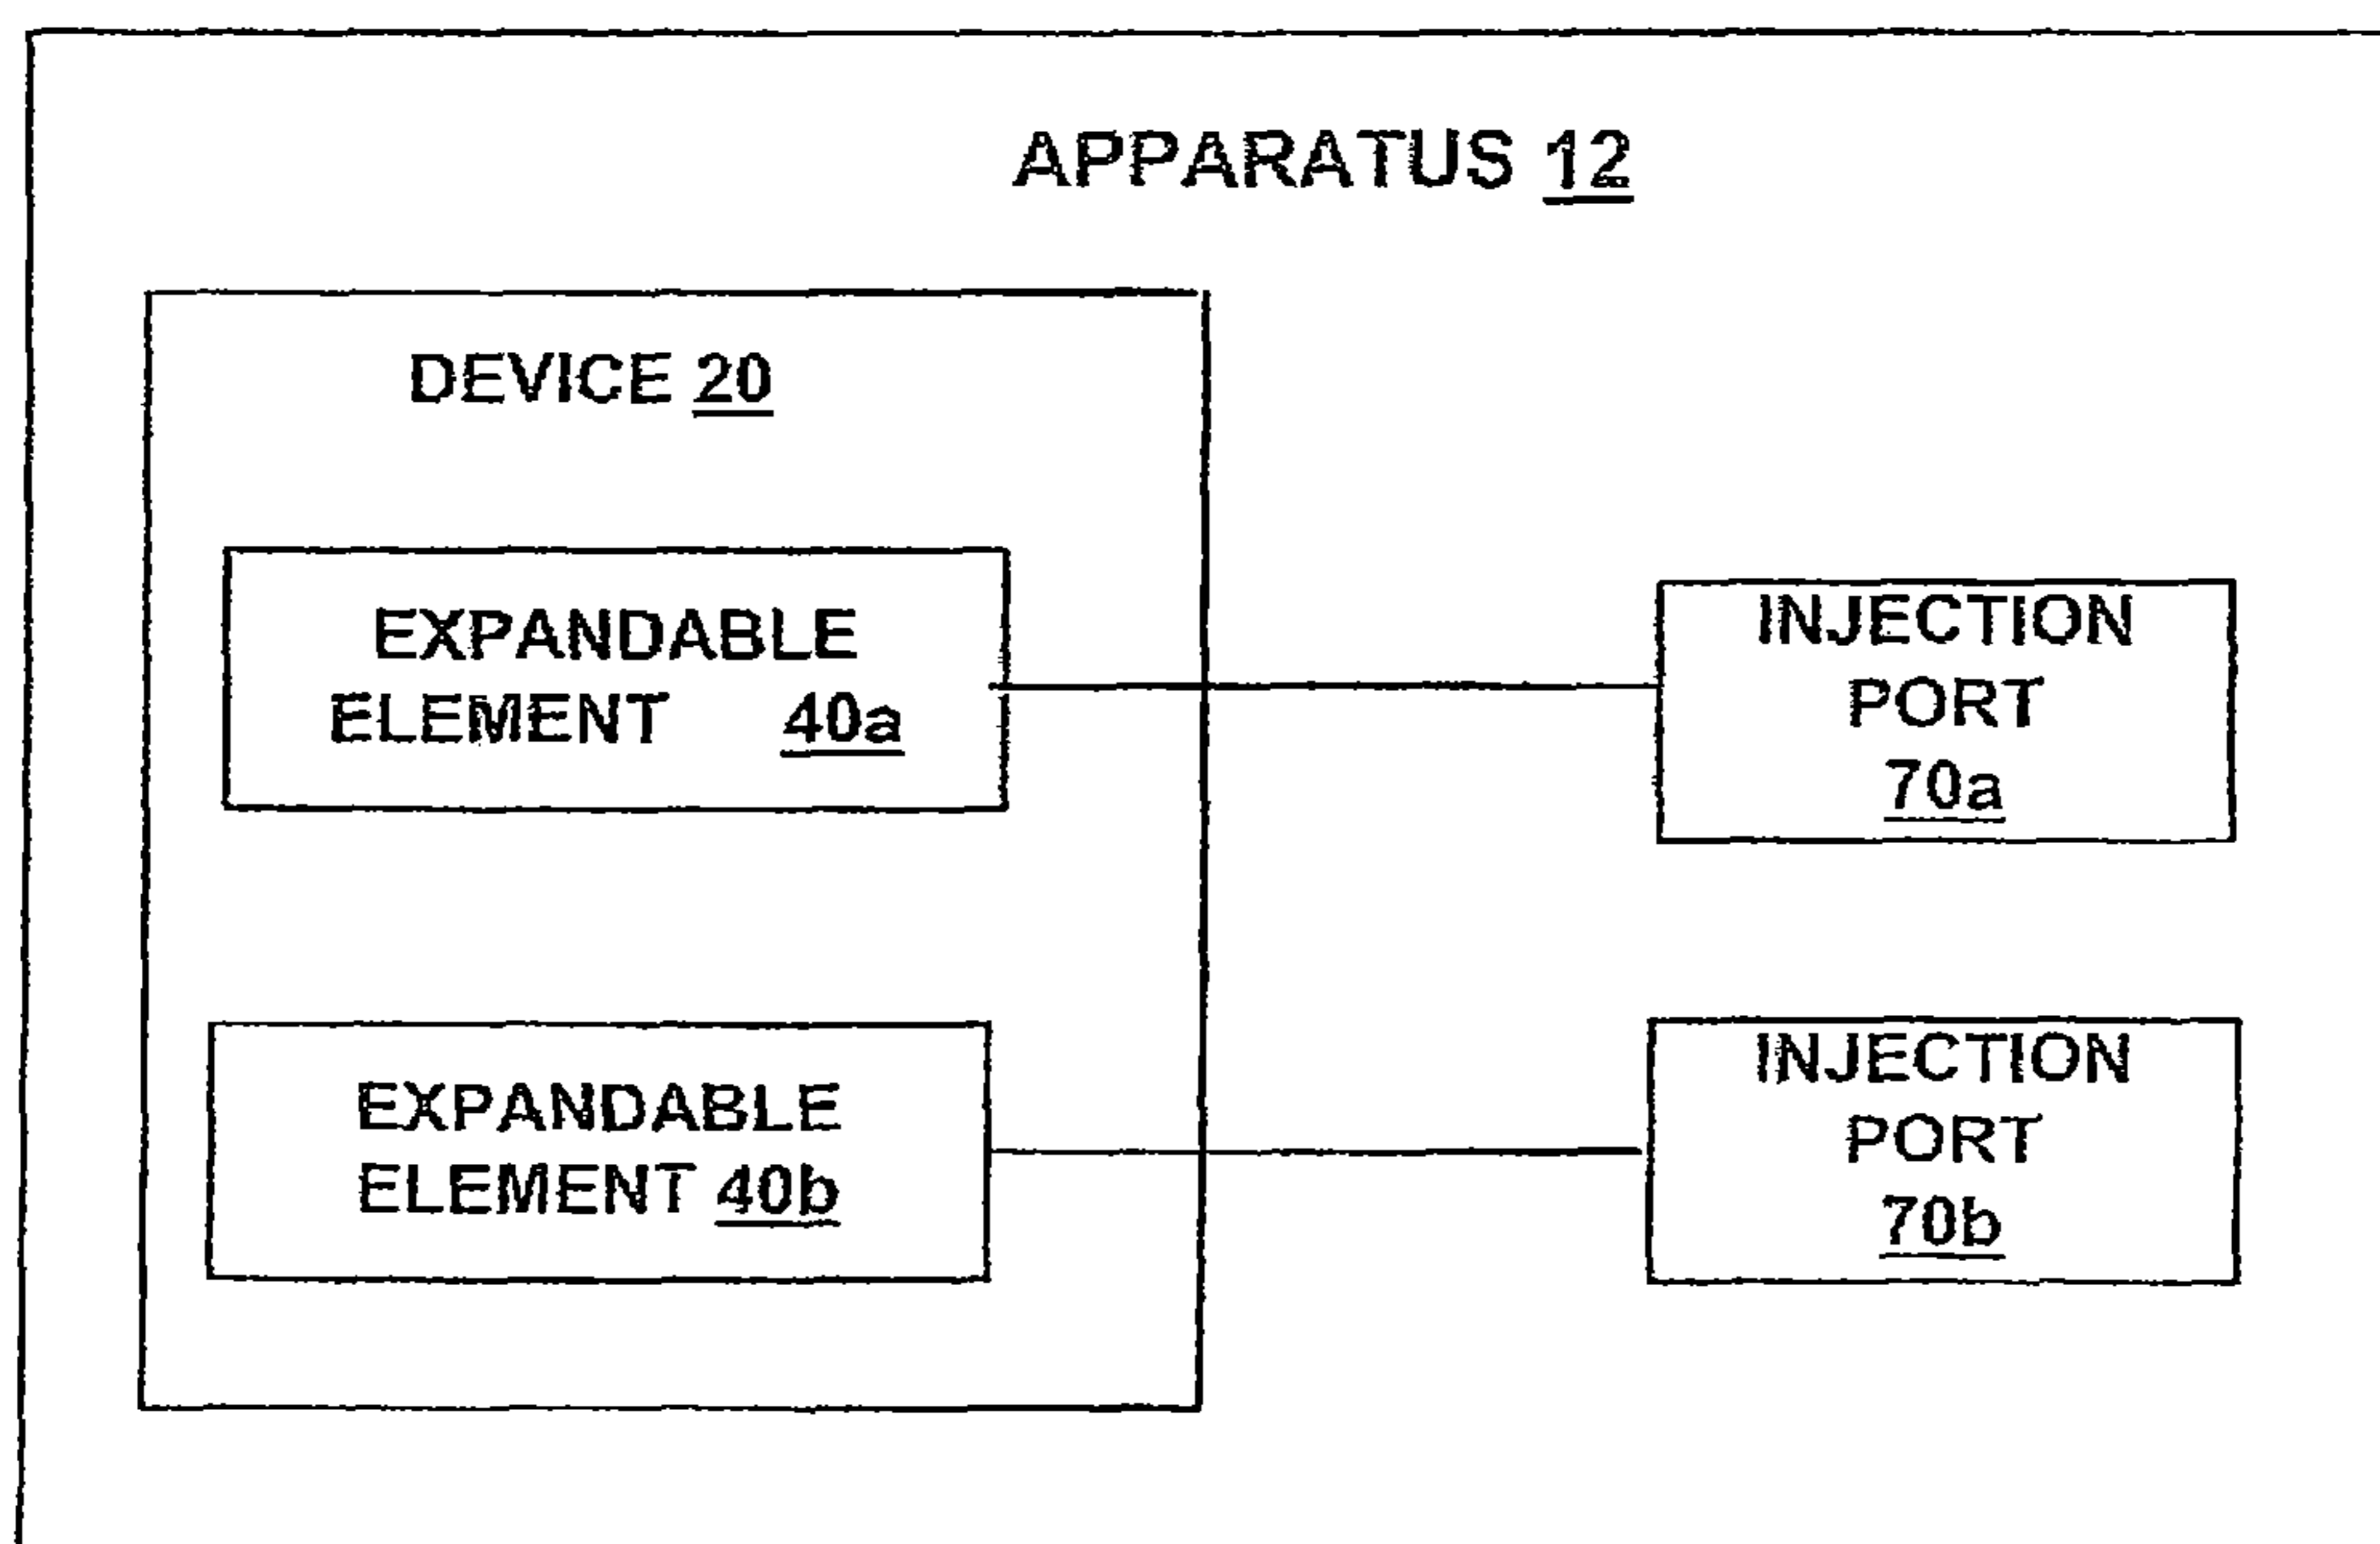 APPARATUS 12
DEVICE 20
EXPANDABLE
ELEMENT 40a
INJECTION
PORT
70a
EXPANDABLE
ELEMENT 40b
INJECTION
PORT
70b